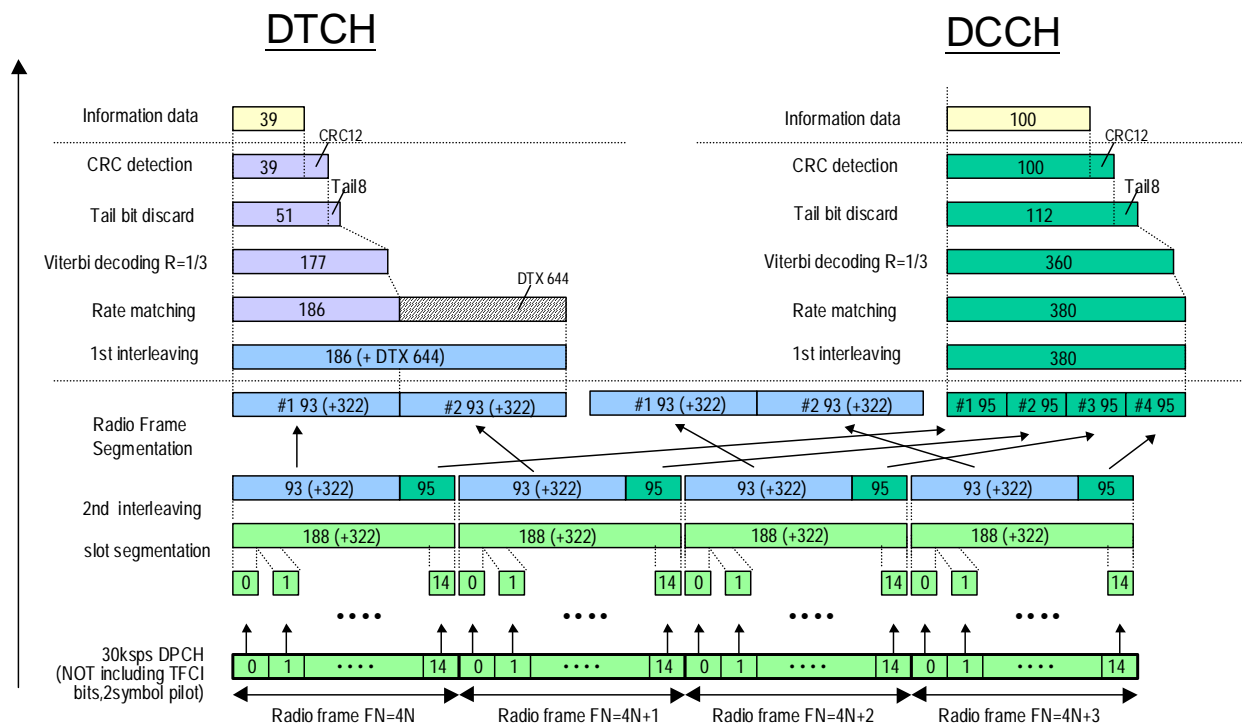 DTCH DCCH
Information data 39 Information data 100
CRC12 CRC12
CRC detection 39 CRC detection 100
Tail8 Tail8
Tail bit discard 51 Tail bit discard 112
Viterbi decoding R=1/3 177 Viterbi decoding R=1/3 360
DTX 644
Rate matching 186 Rate matching 380
1st interleaving 186 (+ DTX 644) 1st interleaving 380
#1 93 (+322) #2 93 (+322) #1 93 (+322) #2 93 (+322) #1 95 #2 95 #3 95 #4 95
Radio Frame
Segmentation
93 (+322) 95 93 (+322) 95 93 (+322) 95 93 (+322) 95
2nd interleaving
188 (+322) 188 (+322) 188 (+322) 188 (+322)
slot segmentation
0 1 14 0 1 14 0 1 14 0 1 14
• • • • • • • • • • • • • • • •
30ksps DPCH
(NOT including TFCI
bits,2symbol pilot)
0 1 • • • • 14 0 1 • • • • 14 0 1 • • • • 14 0 1 • • • • 14
Radio frame FN=4N Radio frame FN=4N+1 Radio frame FN=4N+2 Radio frame FN=4N+3